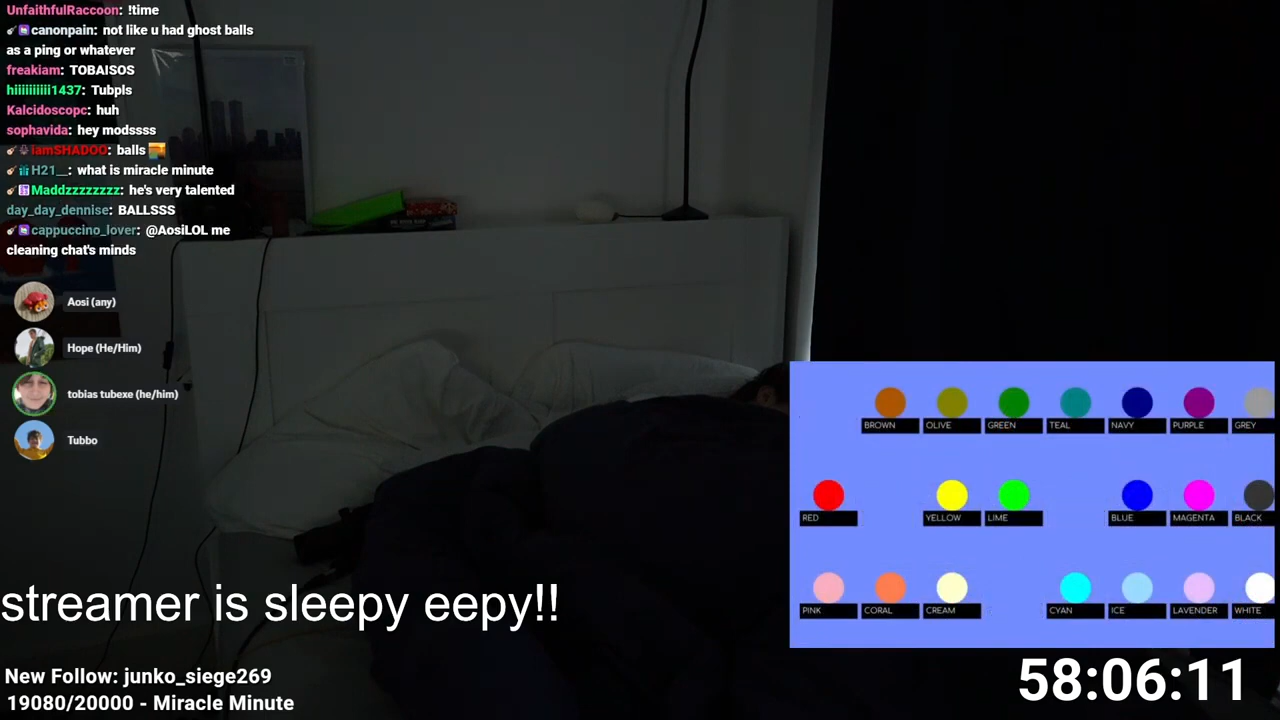 UnfaithfulRaccoon: !time
canonpain: not like u had ghost balls
as a ping or whatever
freakiam: TOBAISOS
hiiiiiiiiii1437: Tubpls
Kalcidoscopc: huh
sophavida: hey modssss
iamSHADOO: balls
H21__: what is miracle minute
Maddzzzzzzzz: he's very talented
day_day_dennise: BALLSSS
cappuccino_lover: @AosiLOL me
cleaning chat's minds
Aosi (any)
Hope (He/Him)
tobias tubexe (he/him)
Tubbo
BROWN OLIVE GREEN TEAL NAVY PURPLE GREY
RED YELLOW LIME BLUE MAGENTA BLACK
PINK CORAL CREAM CYAN ICE LAVENDER WHITE
streamer is sleepy eepy!!
New Follow: junko_siege269
19080/20000 - Miracle Minute
58:06:11